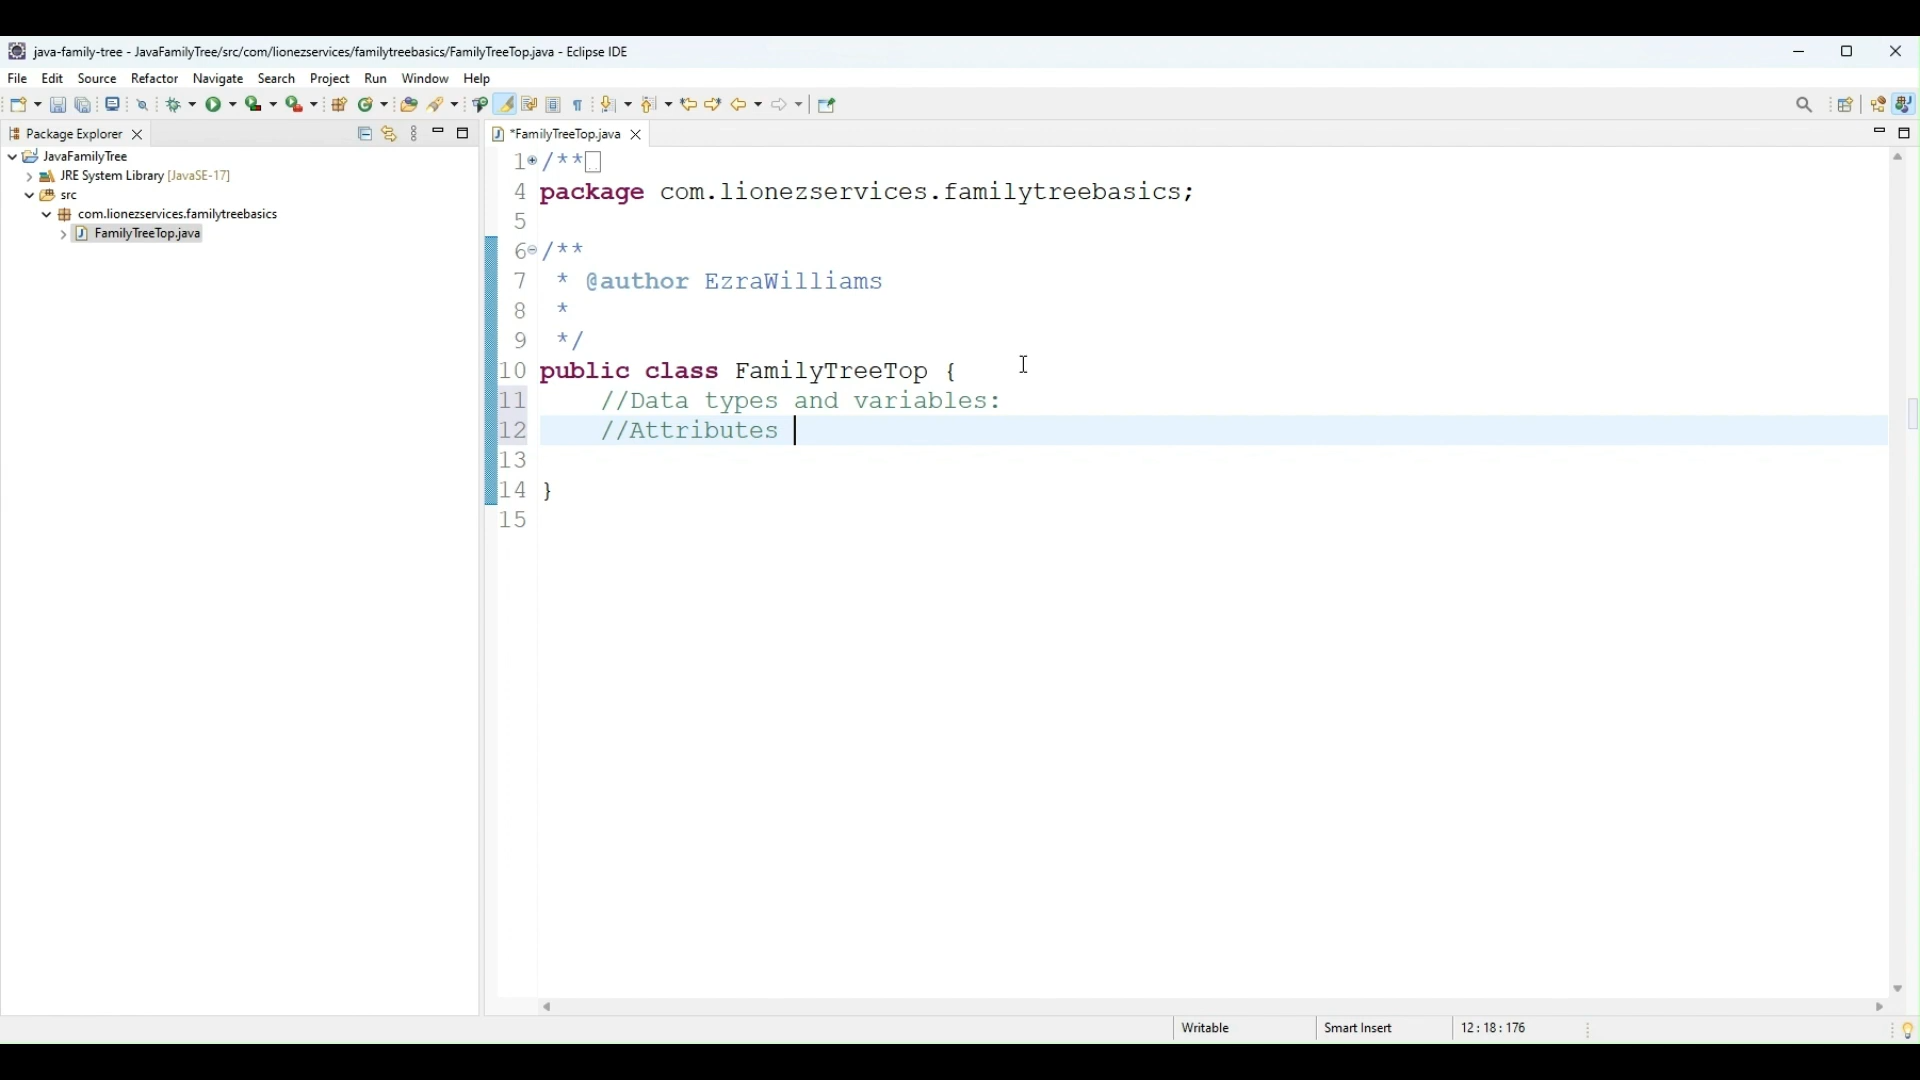 java-family-tree - JavaFamilyTree/src/com/lionezservices/familytreebasics/FamilyTreeTop.java - Eclipse IDE
File Edit Source Refactor Navigate Search Project Run Window Help
Package Explorer
*FamilyTreeTop.java
JavaFamilyTree
JRE System Library [JavaSE-17]
src
com.lionezservices.familytreebasics
FamilyTreeTop.java
1 /**
4 package com.lionezservices.familytreebasics;
5
6 /**
7 * @author EzraWilliams
8 *
9 */
10 public class FamilyTreeTop {
11 //Data types and variables:
12 //Attributes
13
14 }
15
Writable Smart Insert 12 : 18 : 176